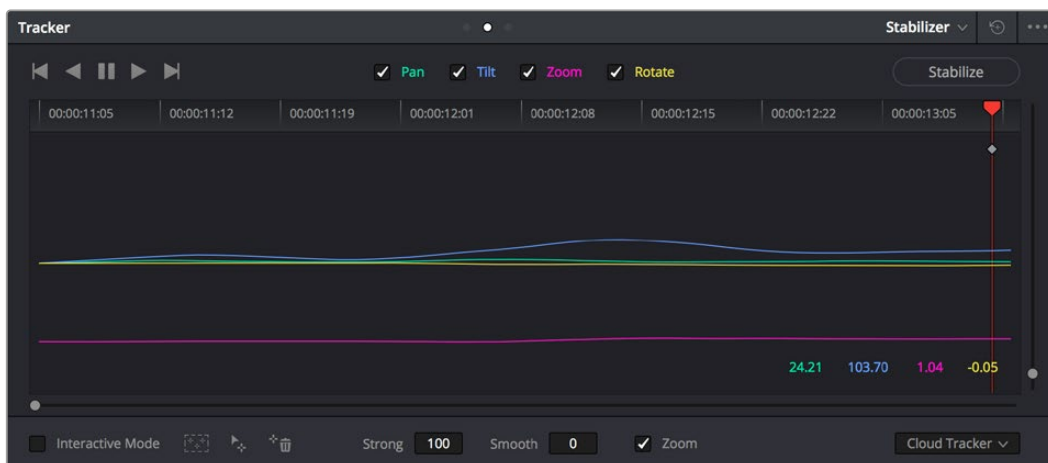 Tracker Stabilizer
Pan Tilt Zoom Rotate Stabilize
00:00:11:05 00:00:11:12 00:00:11:19 00:00:12:01 00:00:12:08 00:00:12:15 00:00:12:22 00:00:13:05
24.21 103.70 1.04 -0.05
Interactive Mode Strong 100 Smooth 0 Zoom Cloud Tracker